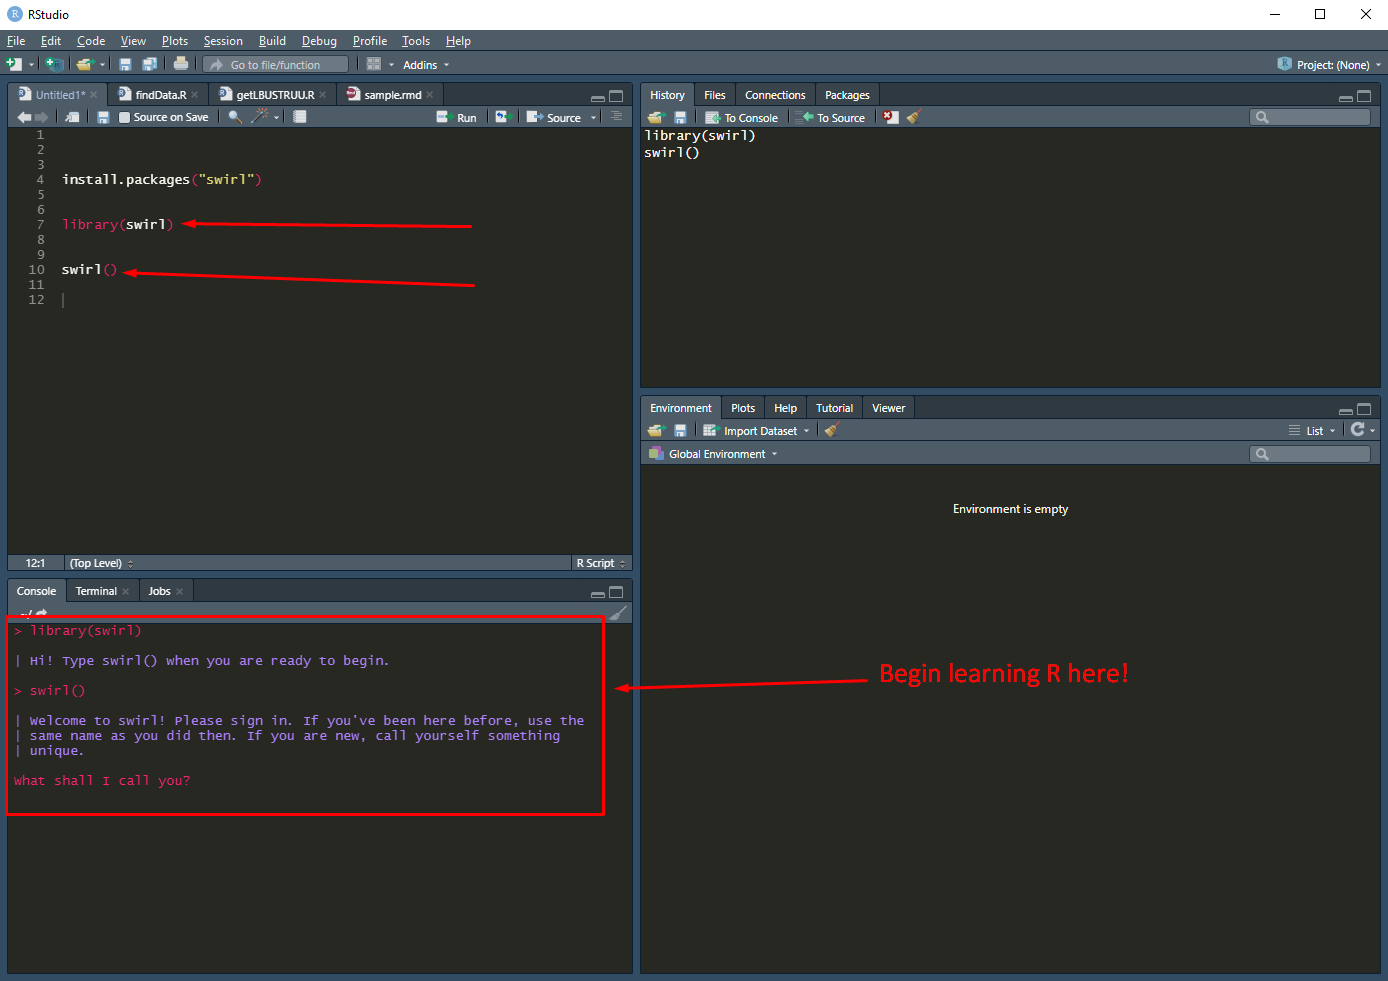 RStudio
File Edit Code View Plots Session Build Debug Profile Tools Help
Go to file/function Addins Project: (None)
Untitled1* findData.R getLBUSTRUU.R sample.rmd
Source on Save Run Source
1
2
3
4 install.packages("swirl")
5
6
7 library(swirl)
8
9
10 swirl()
11
12
12:1 (Top Level) R Script
Console Terminal Jobs
~/
> library(swirl)
| Hi! Type swirl() when you are ready to begin.
> swirl()
| Welcome to swirl! Please sign in. If you've been here before, use the
| same name as you did then. If you are new, call yourself something
| unique.
What shall I call you?
History Files Connections Packages
To Console To Source
library(swirl)
swirl()
Environment Plots Help Tutorial Viewer
Import Dataset List
Global Environment
Environment is empty
Begin learning R here!